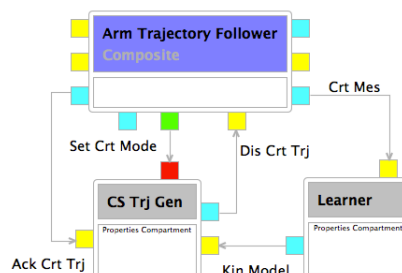 Arm Trajectory Follower
Composite
Crt Mes
Set Crt Mode
Dis Crt Trj
CS Trj Gen
Learner
Properties Compartment
Properties Compartment
Ack Crt Trj
Kin Model